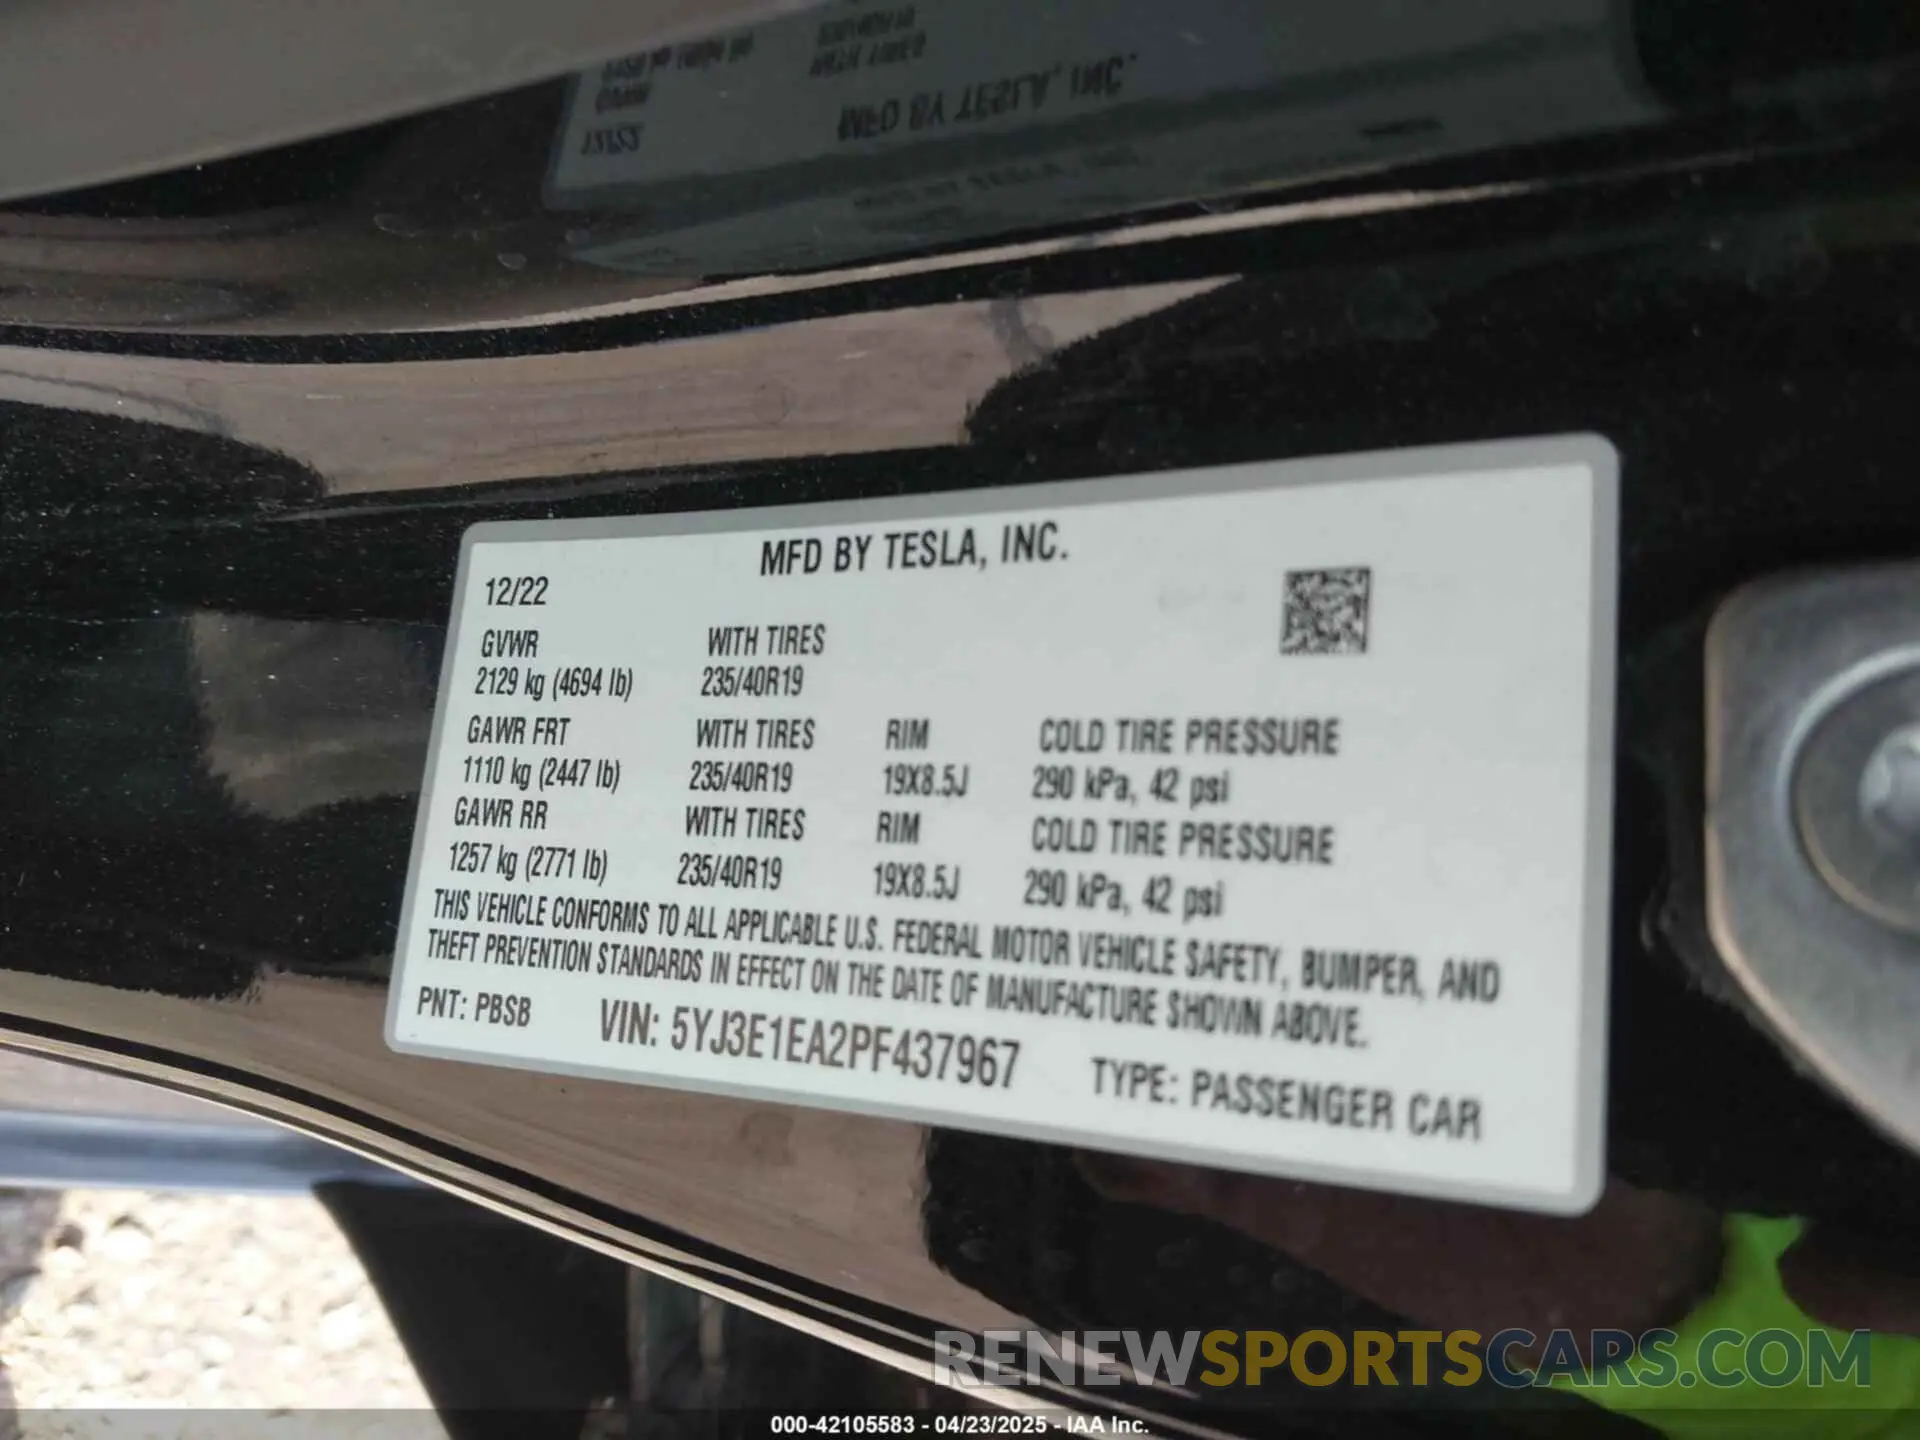 MFD BY TESLA, INC.
12/22
GVWR WITH TIRES
2129 kg (4694 lb) 235/40R19
GAWR FRT WITH TIRES RIM COLD TIRE PRESSURE
1110 kg (2447 lb) 235/40R19 19X8.5J 290 kPa, 42 psi
GAWR RR WITH TIRES RIM COLD TIRE PRESSURE
1257 kg (2771 lb) 235/40R19 19X8.5J 290 kPa, 42 psi
THIS VEHICLE CONFORMS TO ALL APPLICABLE U.S. FEDERAL MOTOR VEHICLE SAFETY, BUMPER, AND
THEFT PREVENTION STANDARDS IN EFFECT ON THE DATE OF MANUFACTURE SHOWN ABOVE.
PNT: PBSB VIN: 5YJ3E1EA2PF437967 TYPE: PASSENGER CAR
RENEWSPORTSCARS.COM
000-42105583 - 04/23/2025 - IAA Inc.